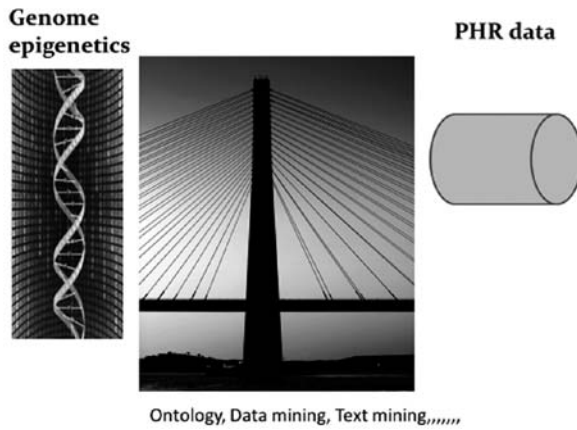 Genome
epigenetics
PHR data
Ontology, Data mining, Text mining,,,,,,,